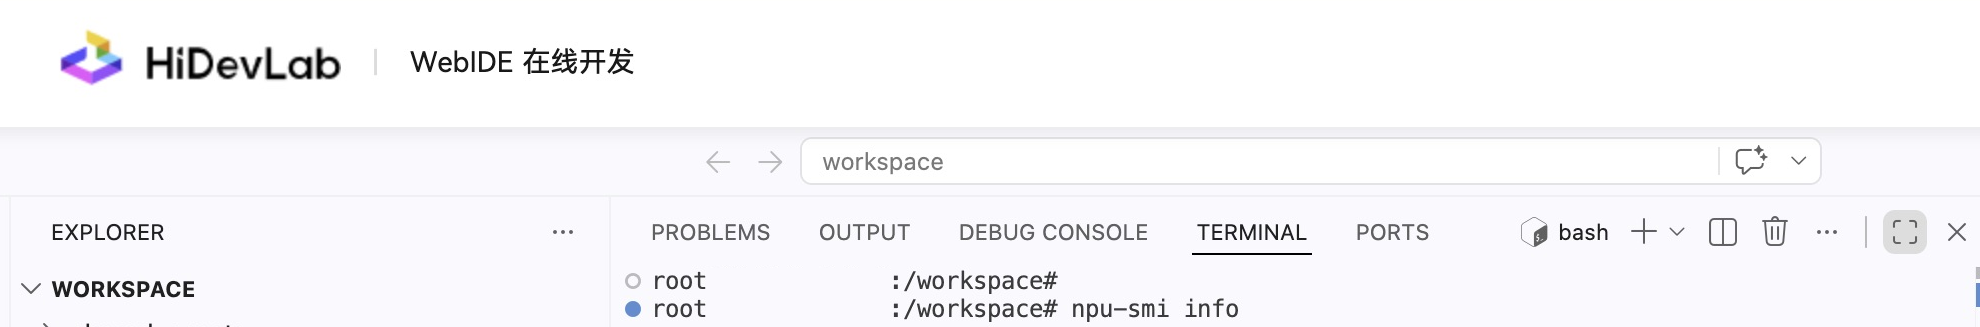 HiDevLab | WebIDE 在线开发
workspace
EXPLORER
PROBLEMS OUTPUT DEBUG CONSOLE TERMINAL PORTS bash
WORKSPACE
root :/workspace#
root :/workspace# npu-smi info